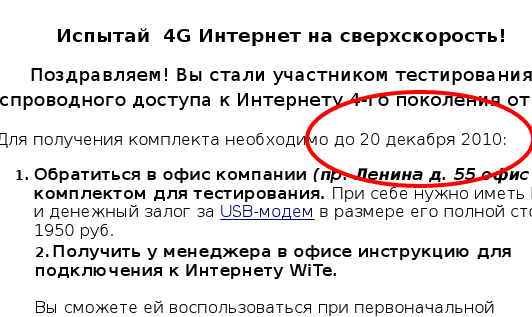 Испытай 4G Интернет на сверхскорость!
Поздравляем! Вы стали участником тестирования
спроводного доступа к Интернету 4-го поколения от
Для получения комплекта необходимо до 20 декабря 2010:
1. Обратиться в офис компании (пр. Ленина д. 55 офис
комплектом для тестирования. При себе нужно иметь
и денежный залог за USB-модем в размере его полной сто
1950 руб.
2. Получить у менеджера в офисе инструкцию для
подключения к Интернету WiTe.
Вы сможете ей воспользоваться при первоначальной